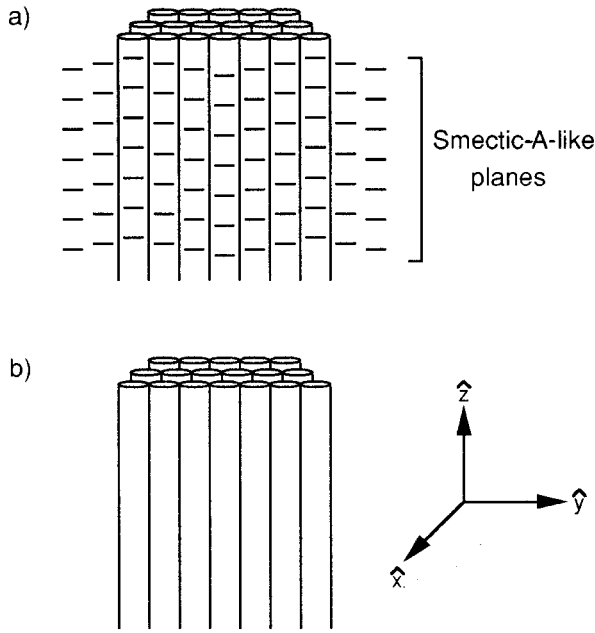 a)
Smectic-A-like
planes
b)
ẑ
ŷ
x̂